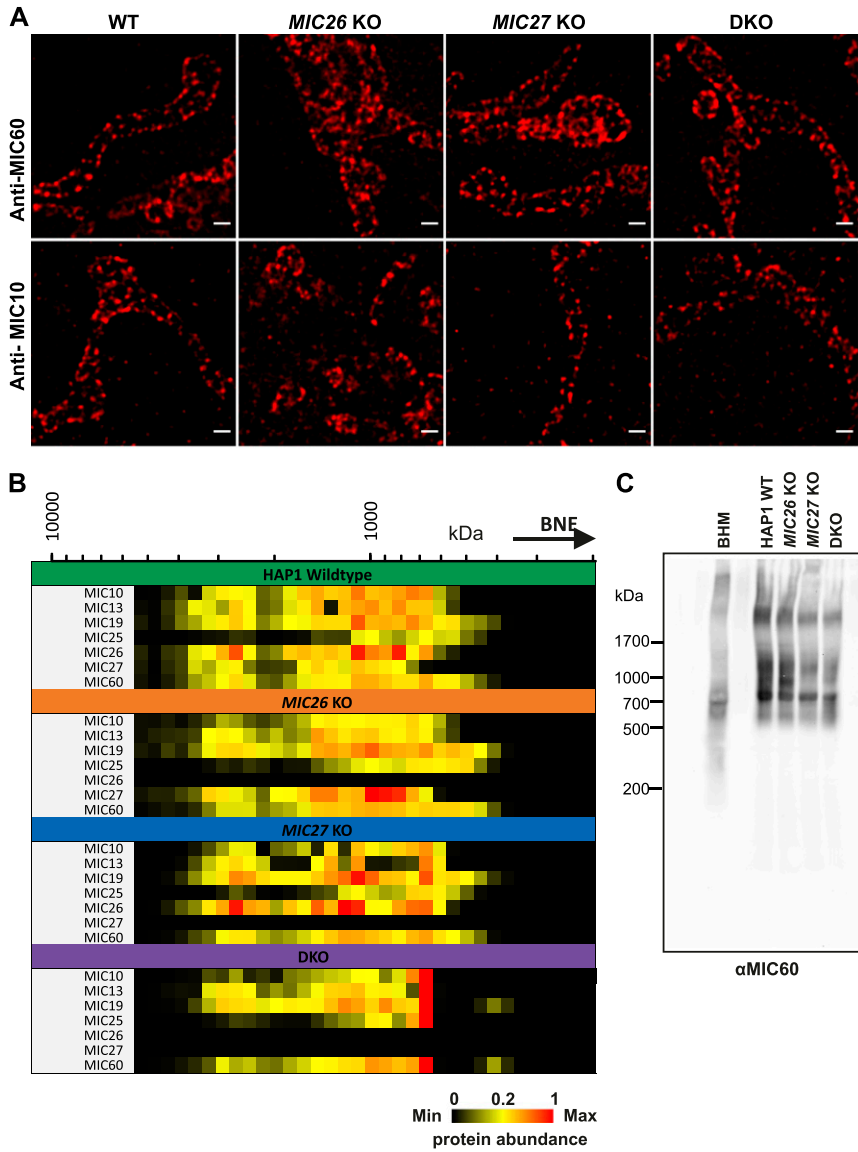 A
WT
MIC26 KO
MIC27 KO
DKO
Anti-MIC60
Anti- MIC10
B
10000
1000
kDa
BNE
HAP1 Wildtype
MIC10
MIC13
MIC19
MIC25
MIC26
MIC27
MIC60
MIC26 KO
MIC10
MIC13
MIC19
MIC25
MIC26
MIC27
MIC60
MIC27 KO
MIC10
MIC13
MIC19
MIC25
MIC26
MIC27
MIC60
DKO
MIC10
MIC13
MIC19
MIC25
MIC26
MIC27
MIC60
0 0.2 1
Min Max
protein abundance
C
BHM
HAP1 WT
MIC26 KO
MIC27 KO
DKO
kDa
1700
1000
700
500
200
αMIC60